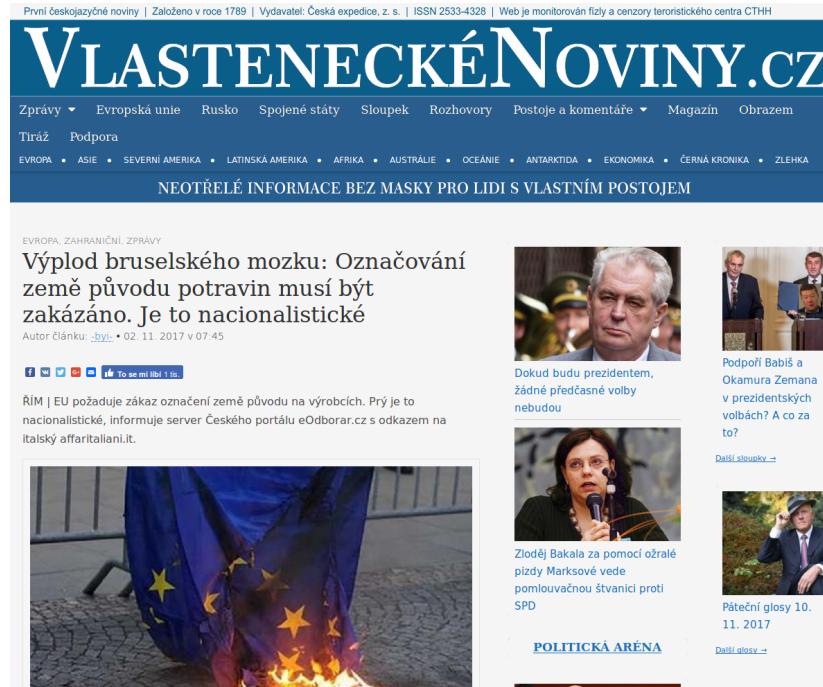 První českojazyčné noviny | Založeno v roce 1789 | Vydavatel: Česká expedice, z. s. | ISSN 2533-4328 | Web je monitorován fízly a cenzory teroristického centra CTHH
VLASTENECKÉNOVINY.CZ
Zprávy Evropská unie Rusko Spojené státy Sloupek Rozhovory Postoje a komentáře Magazín Obrazem
Tiráž Podpora
EVROPA • ASIE • SEVERNÍ AMERIKA • LATINSKÁ AMERIKA • AFRIKA • AUSTRÁLIE • OCEÁNIE • ANTARKTIDA • EKONOMIKA • ČERNÁ KRONIKA • ZLEHKA
NEOTŘELÉ INFORMACE BEZ MASKY PRO LIDI S VLASTNÍM POSTOJEM
EVROPA, ZAHRANIČNÍ, ZPRÁVY
Výplod bruselského mozku: Označování
země původu potravin musí být
zakázáno. Je to nacionalistické
Autor článku: -byi- • 02. 11. 2017 v 07:45
To se mi líbí 1 tis.
ŘÍM | EU požaduje zákaz označení země původu na výrobcích. Prý je to
nacionalistické, informuje server Českého portálu eOdborar.cz s odkazem na
italský affaritaliani.it.
Dokud budu prezidentem,
žádné předčasné volby
nebudou
Zloděj Bakala za pomocí ožralé
pizdy Marksové vede
pomlouvačnou štvanici proti
SPD
POLITICKÁ ARÉNA
Podpoří Babiš a
Okamura Zemana
v prezidentských
volbách? A co za
to?
Další sloupky →
Páteční glosy 10.
11. 2017
Další glosy →